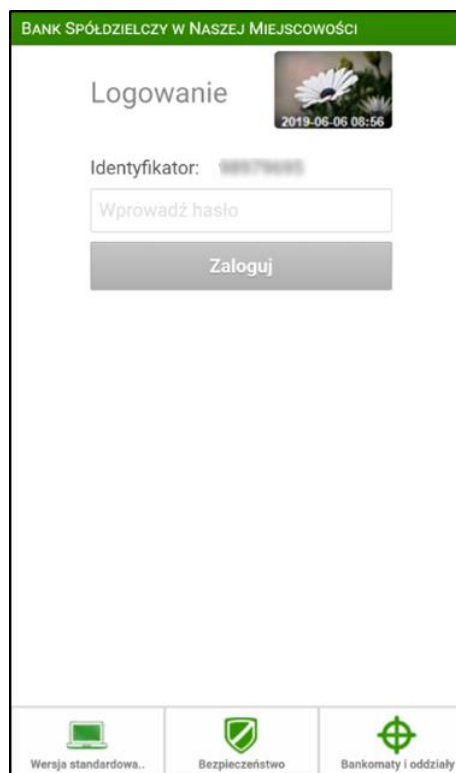 BANK SPÓŁDZIELCZY W NASZEJ MIEJSCOWOŚCI
Logowanie
2019-06-06 08:56
Identyfikator:
Wprowadź hasło
Zaloguj
Wersja standardowa..
Bezpieczeństwo
Bankomaty i oddziały